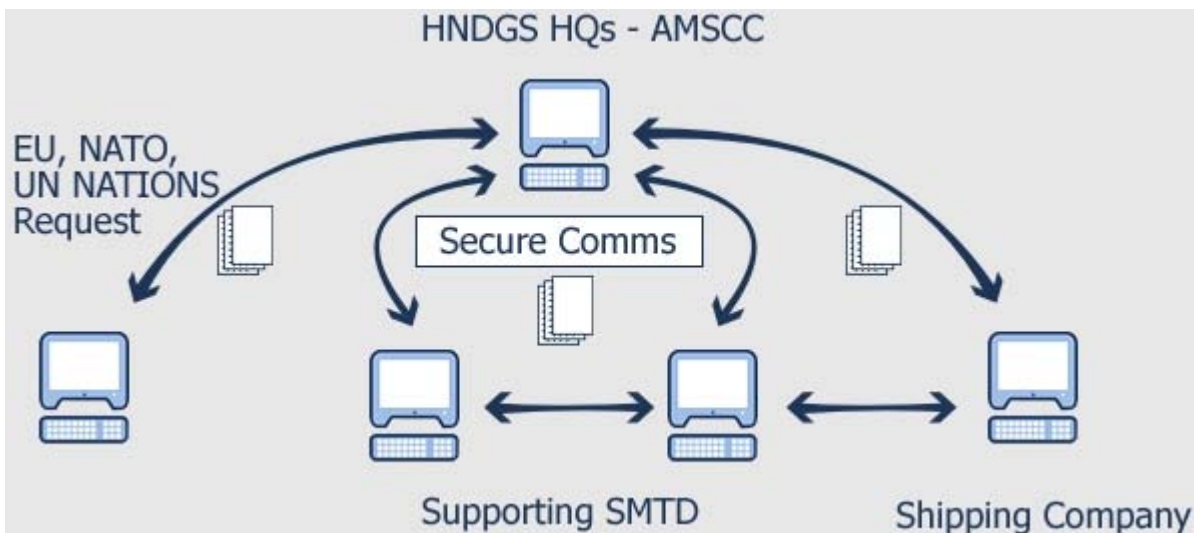 HNDGS HQs - AMSCC
EU, NATO,
UN NATIONS
Request
Secure Comms
Supporting SMTD
Shipping Company